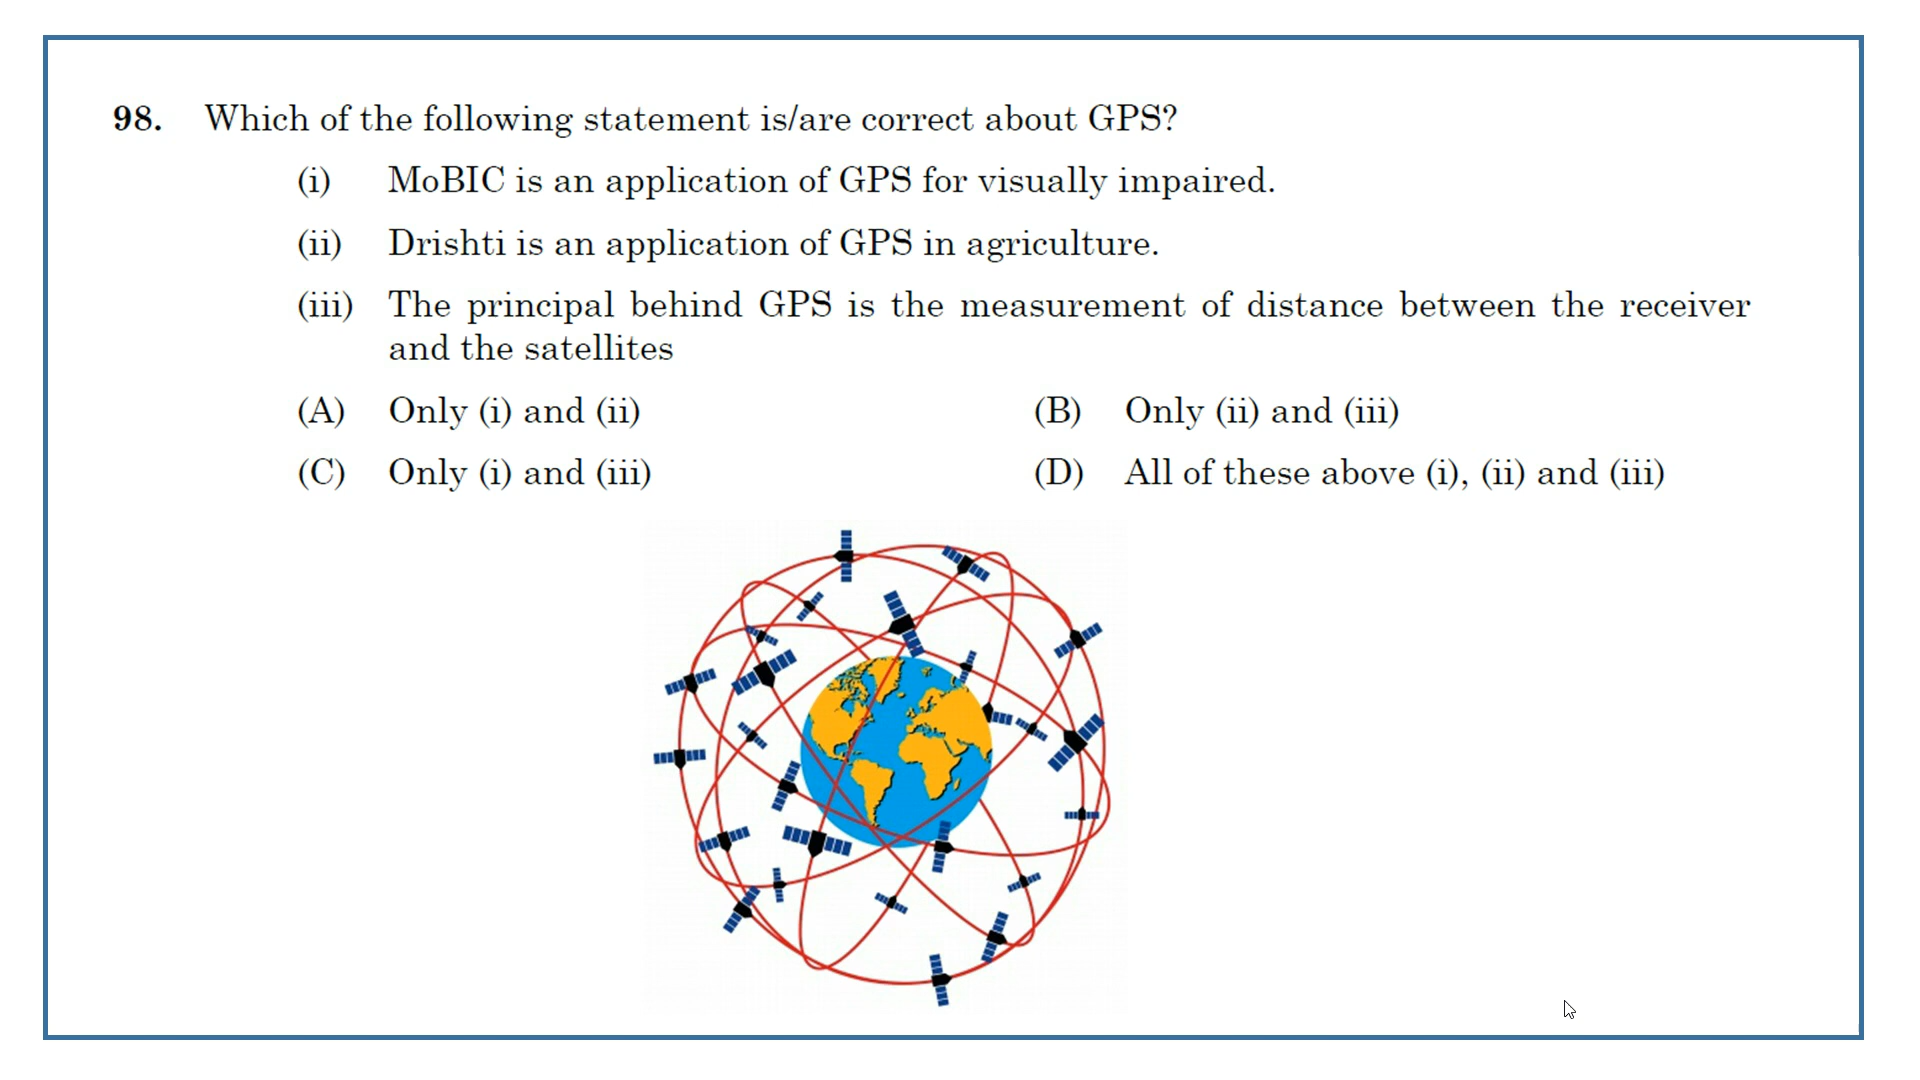 98. Which of the following statement is/are correct about GPS?
(i) MoBIC is an application of GPS for visually impaired.
(ii) Drishti is an application of GPS in agriculture.
(iii) The principal behind GPS is the measurement of distance between the receiver
and the satellites
(A) Only (i) and (ii) (B) Only (ii) and (iii)
(C) Only (i) and (iii) (D) All of these above (i), (ii) and (iii)